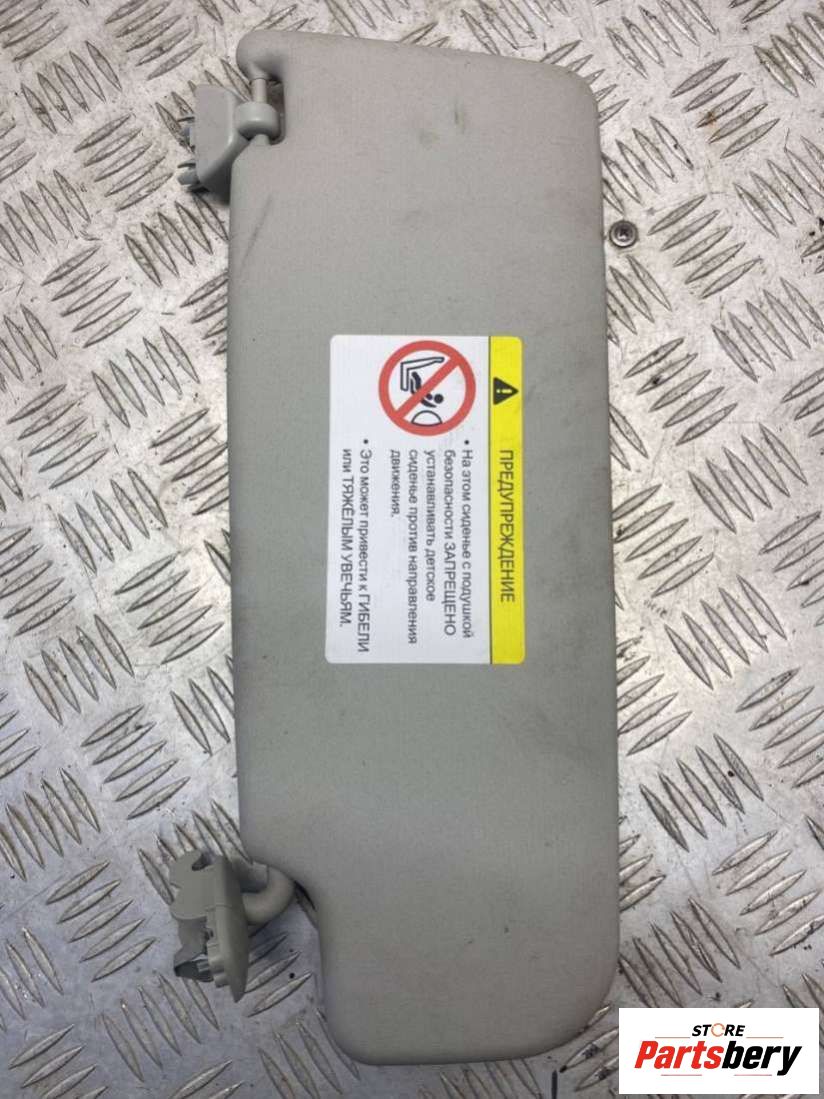 ПРЕДУПРЕЖДЕНИЕ
• На этом сиденье с подушкой
безопасности ЗАПРЕЩЕНО
устанавливать детское
сиденье против направления
движения.
• Это может привести к ГИБЕЛИ
или ТЯЖЁЛЫМ УВЕЧЬЯМ.
STORE
Partsbery